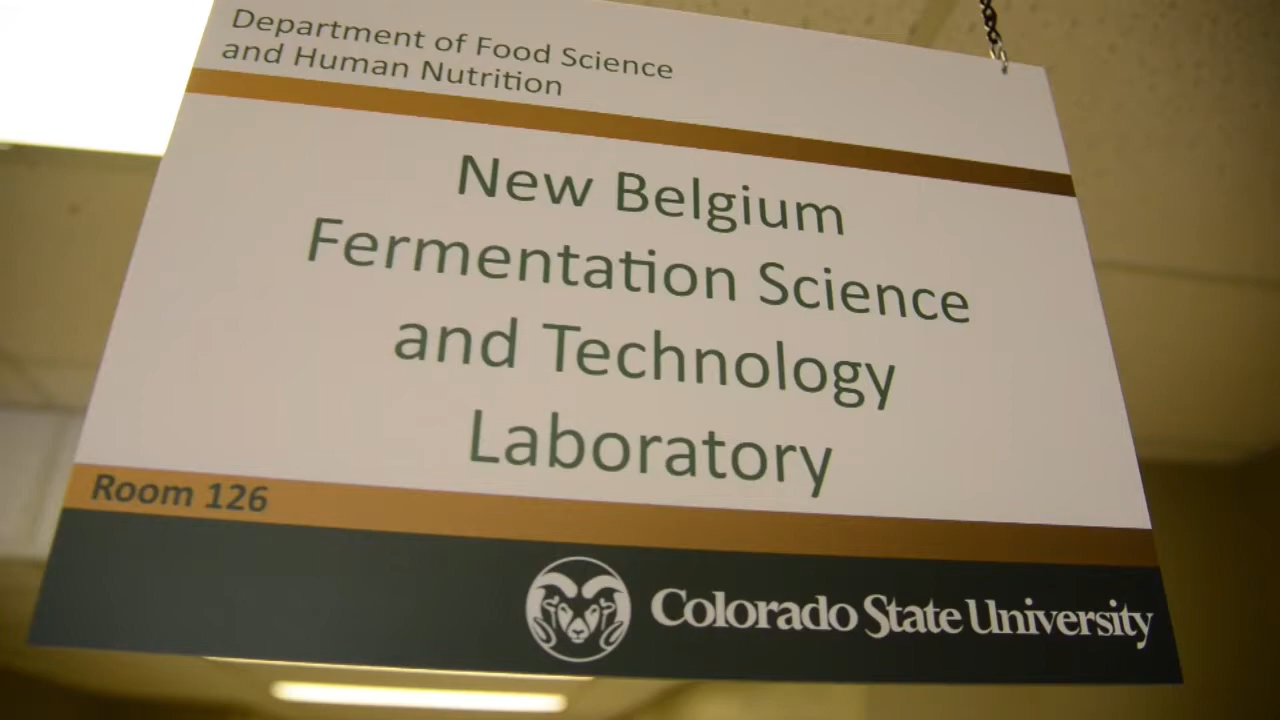 Department of Food Science
and Human Nutrition
New Belgium
Fermentation Science
and Technology
Laboratory
Room 126
Colorado State University